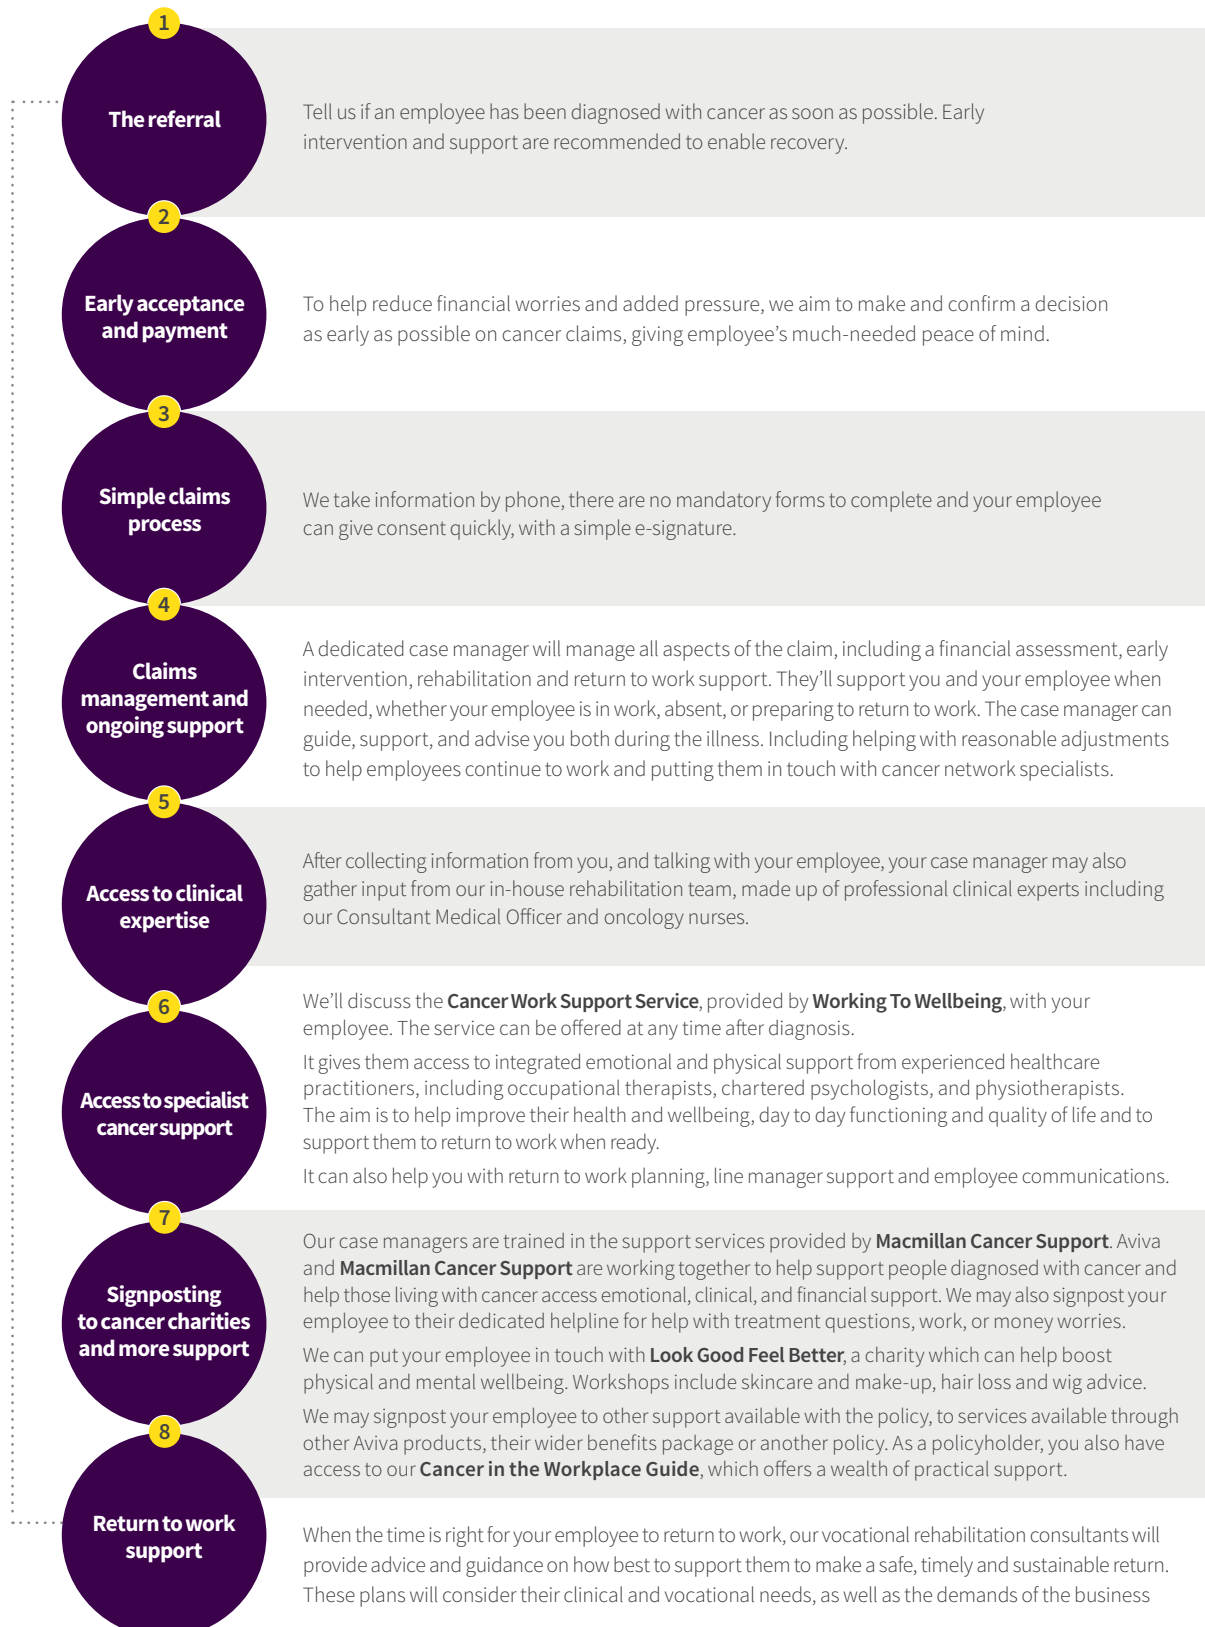 1
The referral
Tell us if an employee has been diagnosed with cancer as soon as possible. Early
intervention and support are recommended to enable recovery.
2
Early acceptance
and payment
To help reduce financial worries and added pressure, we aim to make and confirm a decision
as early as possible on cancer claims, giving employee’s much-needed peace of mind.
3
Simple claims
process
We take information by phone, there are no mandatory forms to complete and your employee
can give consent quickly, with a simple e-signature.
4
Claims
management and
ongoing support
A dedicated case manager will manage all aspects of the claim, including a financial assessment, early
intervention, rehabilitation and return to work support. They’ll support you and your employee when
needed, whether your employee is in work, absent, or preparing to return to work. The case manager can
guide, support, and advise you both during the illness. Including helping with reasonable adjustments
to help employees continue to work and putting them in touch with cancer network specialists.
5
Access to clinical
expertise
After collecting information from you, and talking with your employee, your case manager may also
gather input from our in-house rehabilitation team, made up of professional clinical experts including
our Consultant Medical Officer and oncology nurses.
6
Access to specialist
cancer support
We’ll discuss the Cancer Work Support Service, provided by Working To Wellbeing, with your
employee. The service can be offered at any time after diagnosis.
It gives them access to integrated emotional and physical support from experienced healthcare
practitioners, including occupational therapists, chartered psychologists, and physiotherapists.
The aim is to help improve their health and wellbeing, day to day functioning and quality of life and to
support them to return to work when ready.
It can also help you with return to work planning, line manager support and employee communications.
7
Signposting
to cancer charities
and more support
Our case managers are trained in the support services provided by Macmillan Cancer Support. Aviva
and Macmillan Cancer Support are working together to help support people diagnosed with cancer and
help those living with cancer access emotional, clinical, and financial support. We may also signpost your
employee to their dedicated helpline for help with treatment questions, work, or money worries.
We can put your employee in touch with Look Good Feel Better, a charity which can help boost
physical and mental wellbeing. Workshops include skincare and make-up, hair loss and wig advice.
We may signpost your employee to other support available with the policy, to services available through
other Aviva products, their wider benefits package or another policy. As a policyholder, you also have
access to our Cancer in the Workplace Guide, which offers a wealth of practical support.
8
Return to work
support
When the time is right for your employee to return to work, our vocational rehabilitation consultants will
provide advice and guidance on how best to support them to make a safe, timely and sustainable return.
These plans will consider their clinical and vocational needs, as well as the demands of the business